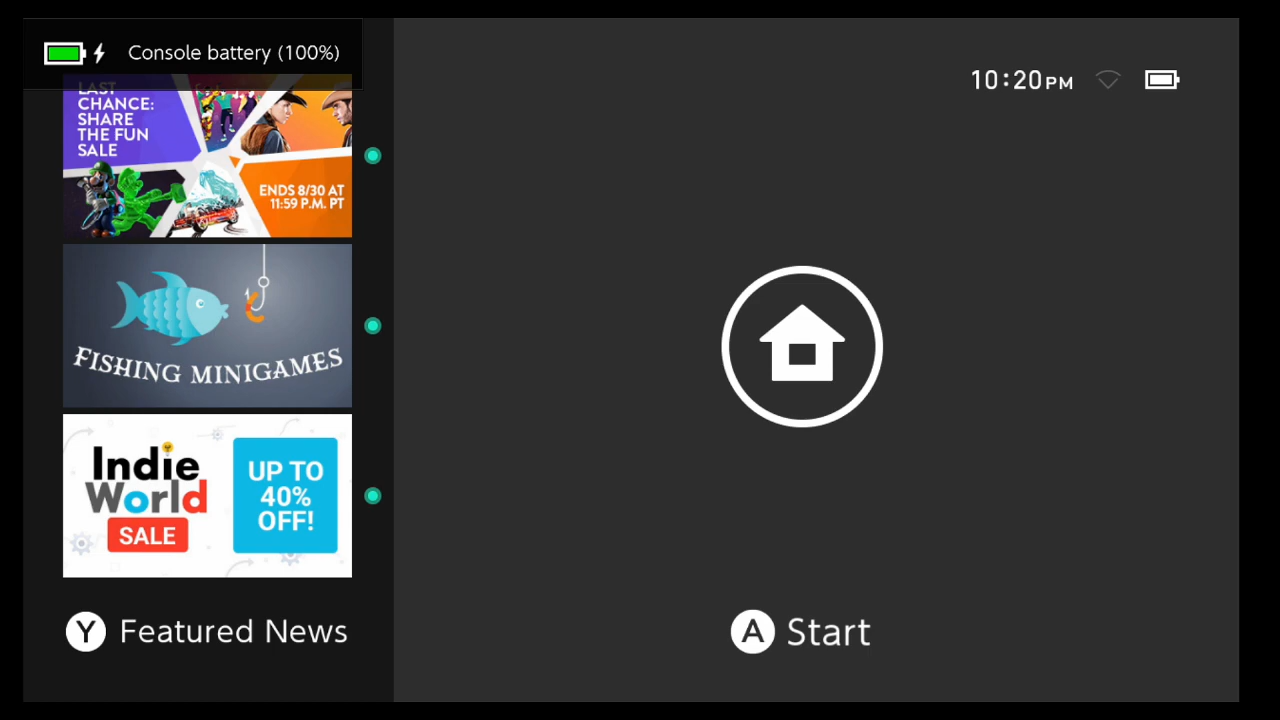 Console battery (100%)
10:20PM
LAST
CHANCE:
SHARE
THE FUN
SALE
ENDS 8/30 AT
11:59 P.M. PT
FISHING MINIGAMES
Indie
World
SALE
UP TO
40%
OFF!
Y Featured News
A Start